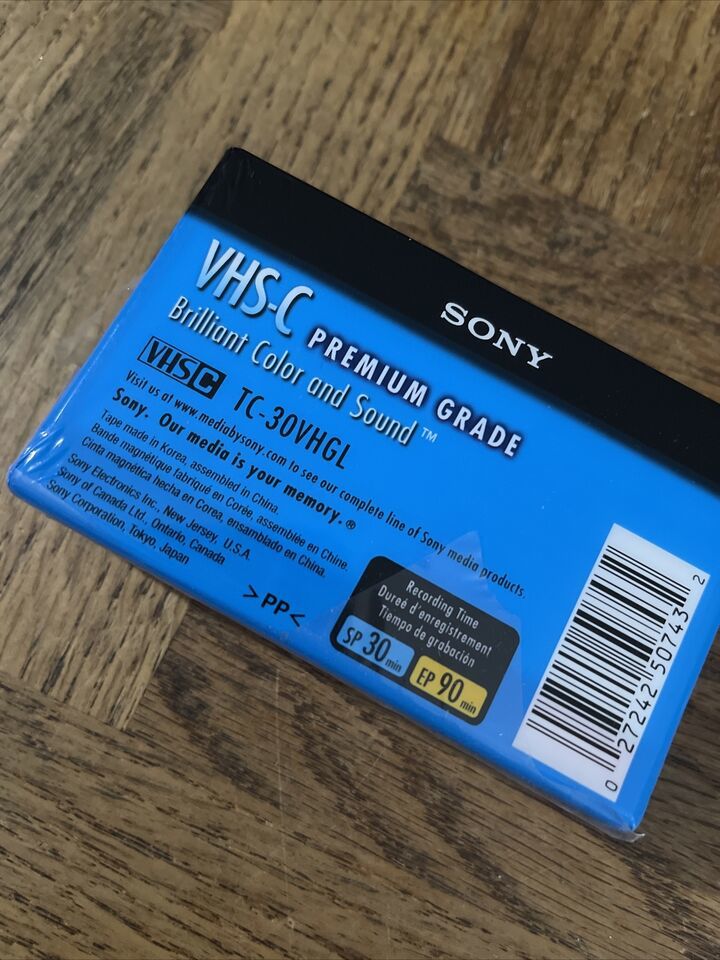 SONY
VHS-C PREMIUM GRADE
Brilliant Color and Sound™
VHSC TC-30VHGL
Visit us at www.mediabysony.com to see our complete line of Sony media products.
Sony. Our media is your memory.®
Tape made in Korea, assembled in China.
Bande magnétique fabriqué en Corée, assemblée en Chine.
Cinta magnética hecha en Korea, ensamblado en China.
Sony Electronics Inc., New Jersey, U.S.A.
Sony of Canada Ltd., Ontario, Canada
Sony Corporation, Tokyo, Japan
>PP<
Recording Time
Dureé d'enregistrement
Tiempo de grabación
SP 30 min EP 90 min
0 27242 50743 2